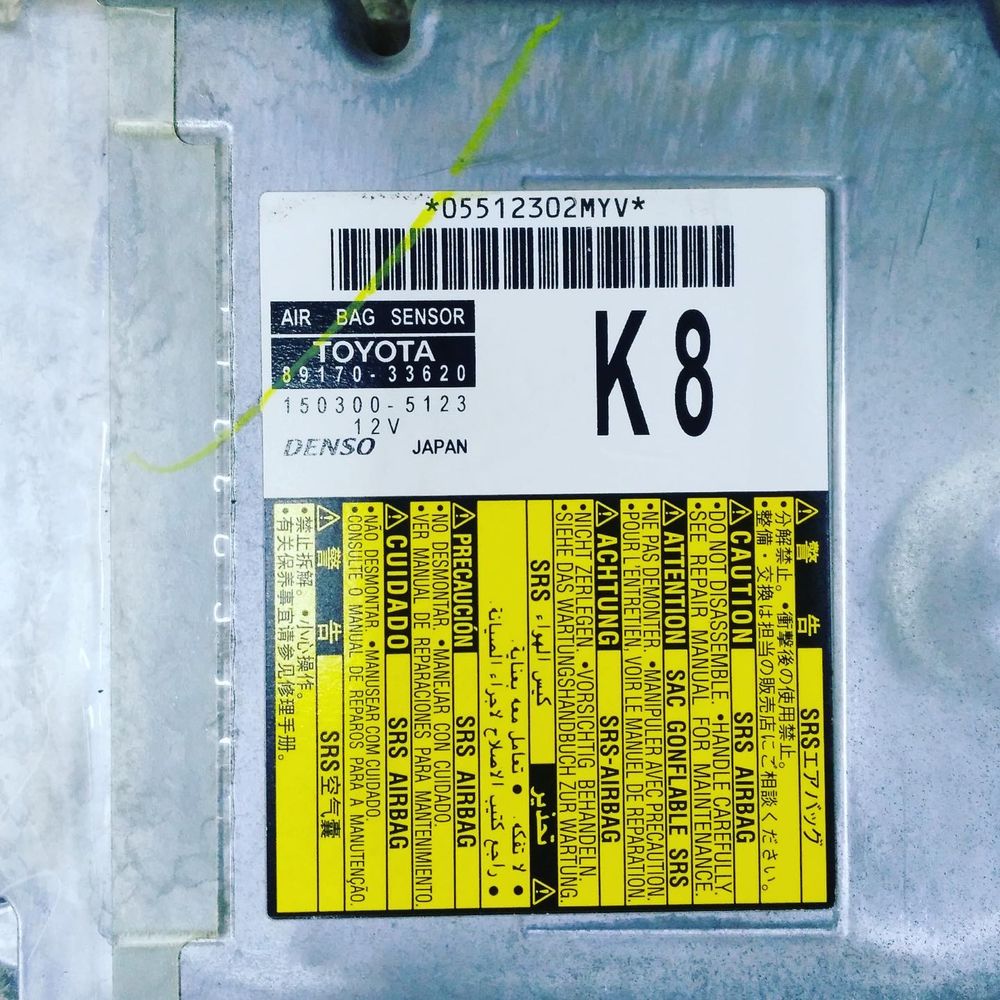 *05512302MYV*
AIR BAG SENSOR
TOYOTA
89170-33620
150300-5123
12V
DENSO JAPAN
K8
⚠警告 SRSエアバッグ
•分解禁止。•衝撃後の使用禁止。
•整備・交換は担当の販売店にご相談ください。
⚠CAUTION SRS AIRBAG
•DO NOT DISASSEMBLE. •HANDLE CAREFULLY.
•SEE REPAIR MANUAL FOR MAINTENANCE.
⚠ATTENTION SAC GONFLABLE SRS
•NE PAS DEMONTER. •MANIPULER AVEC PRECAUTION.
•POUR L'ENTRETIEN, VOIR LE MANUEL DE REPARATION.
⚠ACHTUNG SRS-AIRBAG
•NICHT ZERLEGEN. •VORSICHTIG BEHANDELN.
•SIEHE DAS WARTUNGSHANDBUCH ZUR WARTUNG.
⚠ تحذير كيس الهواء SRS
• لا تفكه. • تعامل معه بعناية.
• راجع كتيب الاصلاح لاجراء الصيانة.
⚠PRECAUCIÓN SRS AIRBAG
•NO DESMONTAR. •MANEJAR CON CUIDADO.
•VER MANUAL DE REPARACIONES PARA MANTENIMIENTO.
⚠CUIDADO SRS AIRBAG
•NÃO DESMONTAR. •MANUSEAR COM CUIDADO.
•CONSULTE O MANUAL DE REPAROS PARA A MANUTENÇÃO.
⚠警告 SRS空气囊
•禁止拆解。•小心操作。
•有关保养事宜请参见修理手册。